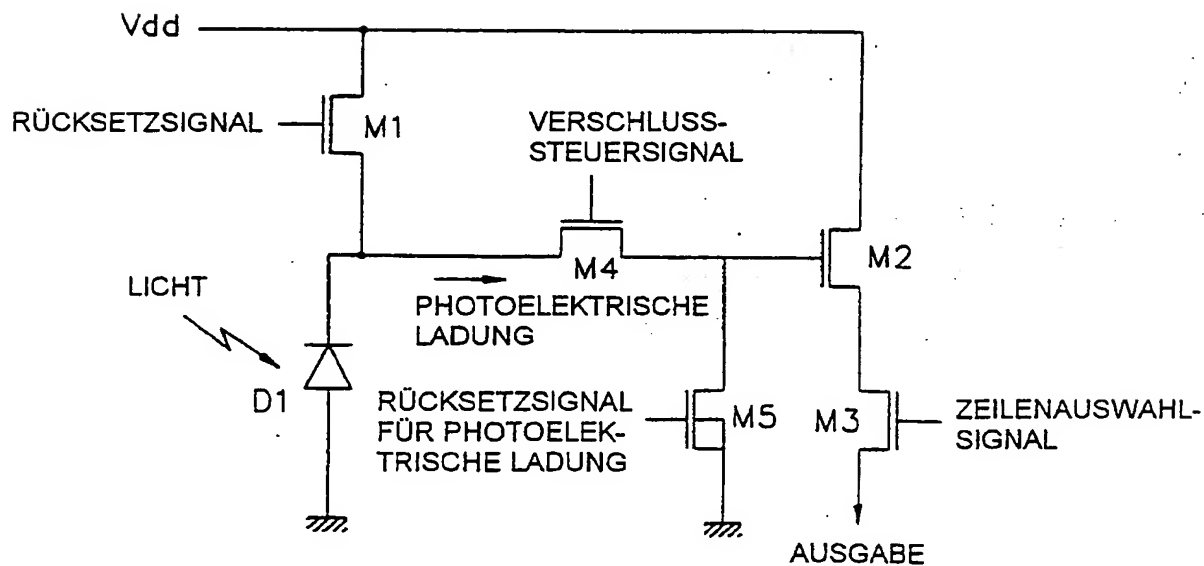 Vdd
RÜCKSETZSIGNAL
M1
VERSCHLUSS-
STEUERSIGNAL
M4
M2
LICHT
PHOTOELEKTRISCHE
LADUNG
D1
RÜCKSETZSIGNAL
FÜR PHOTOELEK-
TRISCHE LADUNG
M5
M3
ZEILENAUSWAHL-
SIGNAL
AUSGABE